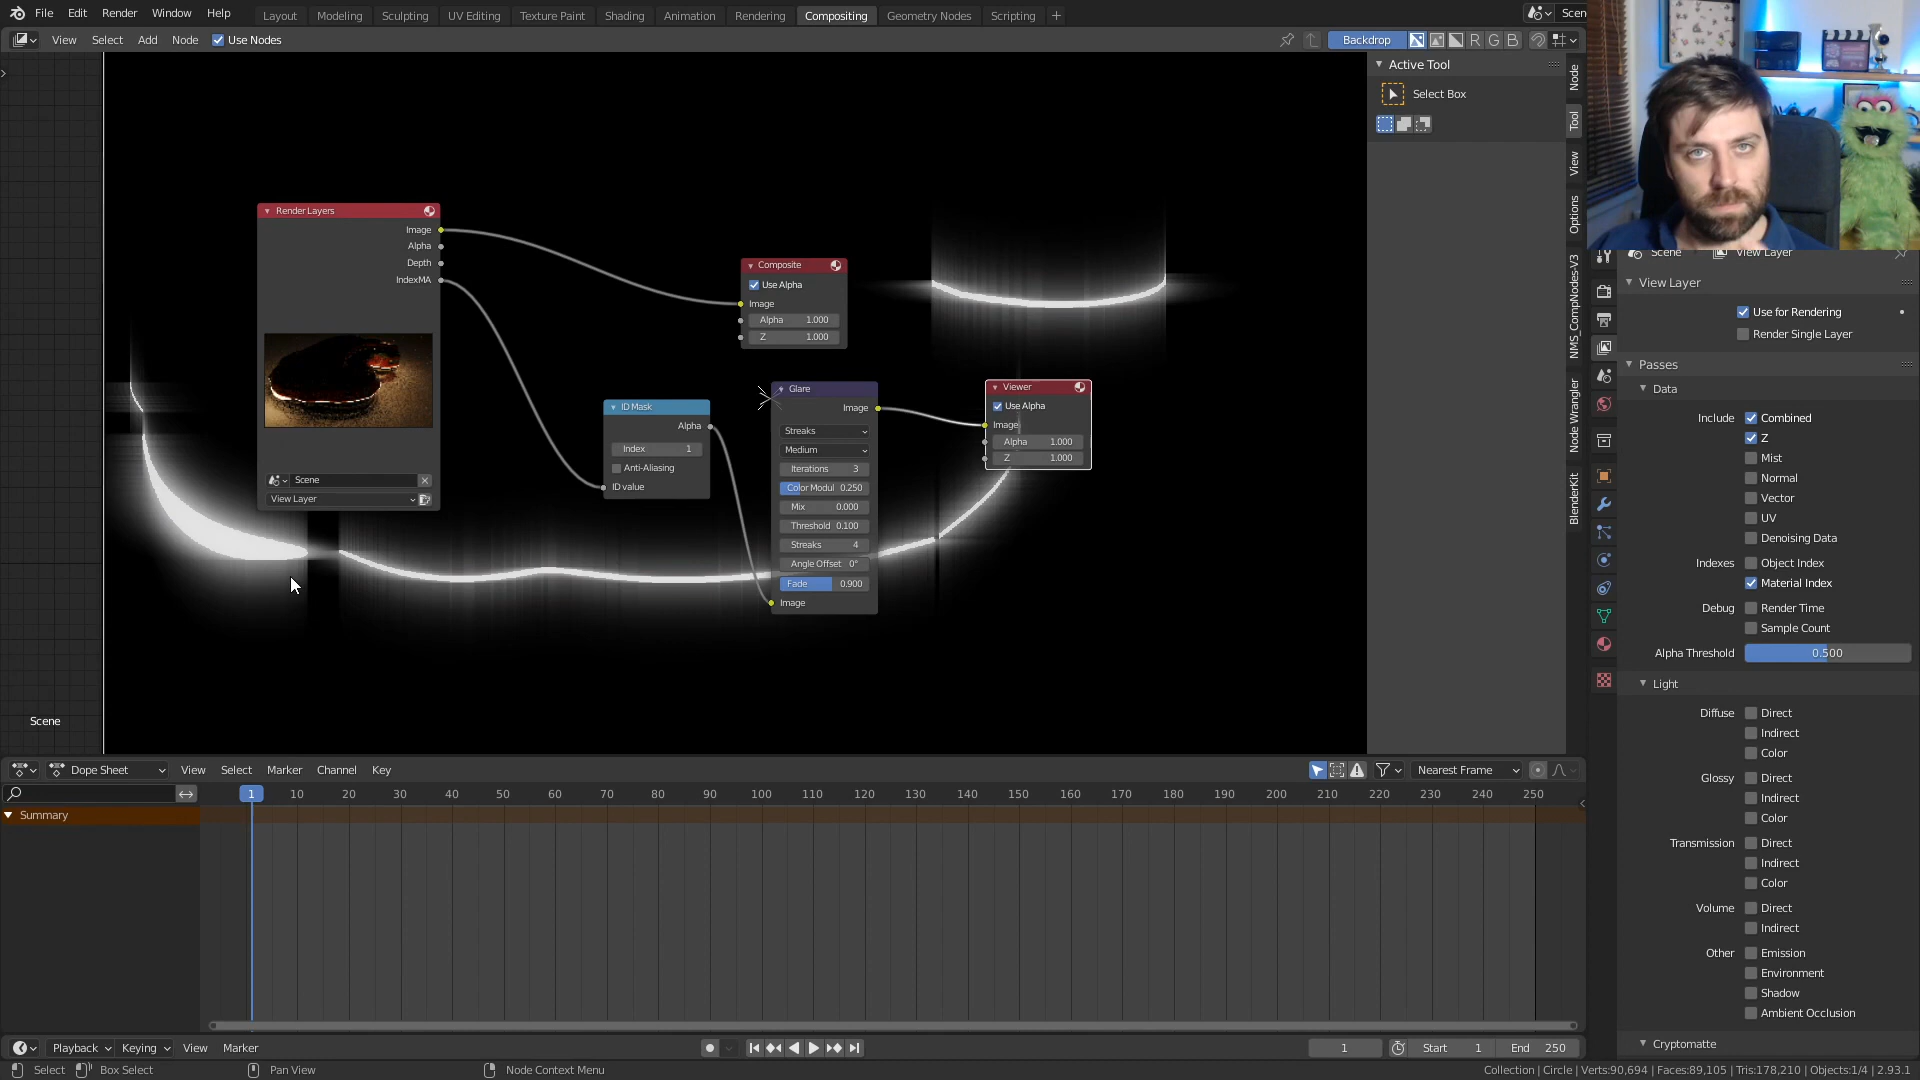 File Edit Render Window Help Layout Modeling Sculpting UV Editing Texture Paint Shading Animation Rendering Compositing Geometry Nodes Scripting + Scen
View Select Add Node Use Nodes Backdrop R G B
Active Tool
Select Box
Node
Tool
View
Options
NMS_CompNodes-V3
Node Wrangler
BlenderKit
Render Layers
Image
Alpha
Depth
IndexMA
Scene
View Layer
Composite
Use Alpha
Image
Alpha 1.000
Z 1.000
ID Mask
Alpha
Index 1
Anti-Aliasing
ID value
Glare
Image
Streaks
Medium
Iterations 3
Color Modul 0.250
Mix 0.000
Threshold 0.100
Streaks 4
Angle Offset 0°
Fade 0.900
Image
Viewer
Use Alpha
Image
Alpha 1.000
Z 1.000
Scene
Scene View Layer
View Layer
Use for Rendering
Render Single Layer
Passes
Data
Include Combined
Z
Mist
Normal
Vector
UV
Denoising Data
Indexes Object Index
Material Index
Debug Render Time
Sample Count
Alpha Threshold 0.500
Light
Diffuse Direct
Indirect
Color
Glossy Direct
Indirect
Color
Transmission Direct
Indirect
Color
Volume Direct
Indirect
Other Emission
Environment
Shadow
Ambient Occlusion
Cryptomatte
Dope Sheet View Select Marker Channel Key Nearest Frame
1 10 20 30 40 50 60 70 80 90 100 110 120 130 140 150 160 170 180 190 200 210 220 230 240 250
Summary
Playback Keying View Marker 1 Start 1 End 250
Select Box Select Pan View Node Context Menu Collection | Circle | Verts:90,694 | Faces:89,105 | Tris:178,210 | Objects:1/4 | 2.93.1